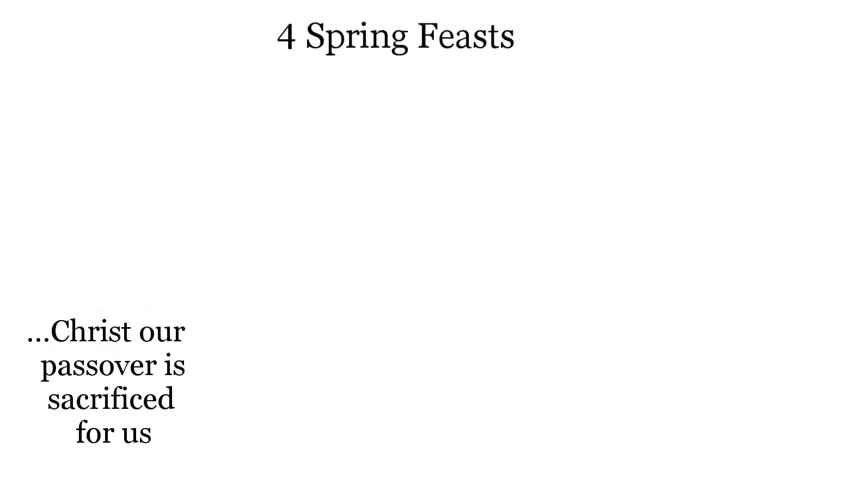 4 Spring Feasts
...Christ our
passover is
sacrificed
for us